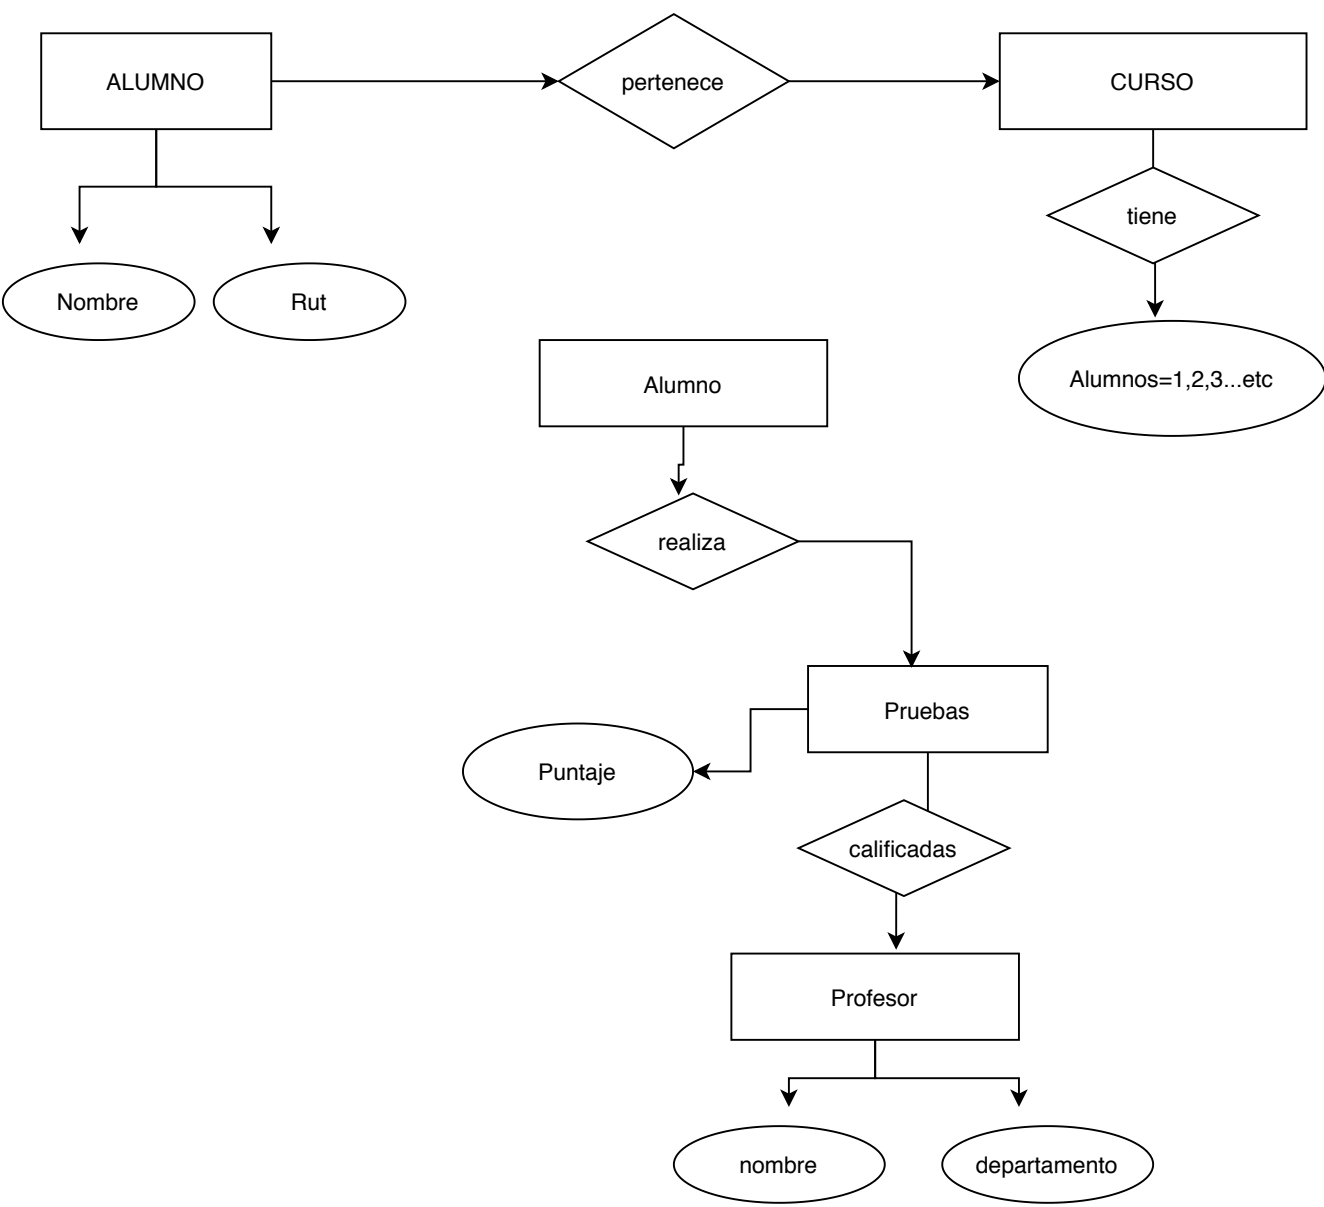 ALUMNO
pertenece
CURSO
tiene
Nombre
Rut
Alumnos=1,2,3...etc
Alumno
realiza
Pruebas
Puntaje
calificadas
Profesor
nombre
departamento